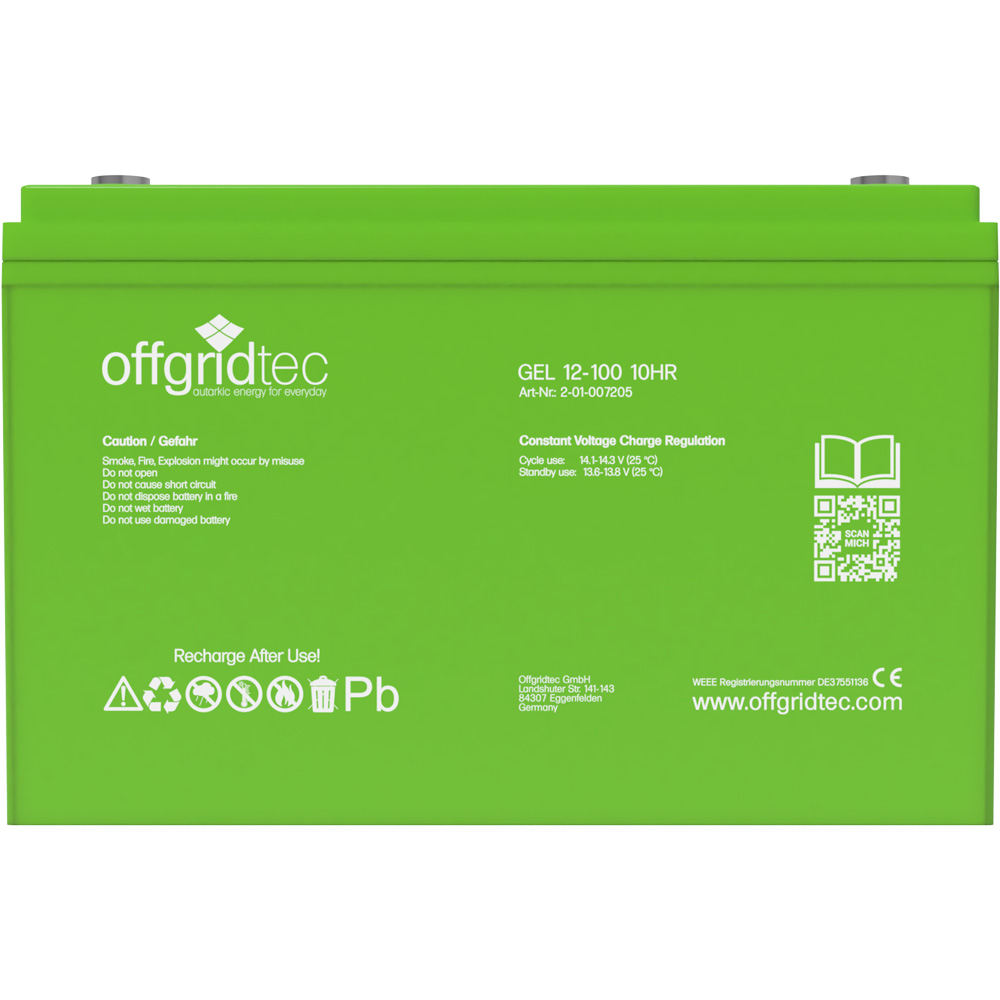 offgridtec
autarkic energy for everyday
GEL 12-100 10HR
Art-Nr.: 2-01-007205
Caution / Gefahr
Smoke, Fire, Explosion might occur by misuse
Do not open
Do not cause short circuit
Do not dispose battery in a fire
Do not wet battery
Do not use damaged battery
Constant Voltage Charge Regulation
Cycle use: 14.1-14.3 V (25 °C)
Standby use: 13.6-13.8 V (25 °C)
SCAN
MICH
Recharge After Use!
Pb
Offgridtec GmbH
Landshuter Str. 141-143
84307 Eggenfelden
Germany
WEEE Registrierungsnummer DE37551136 CE
www.offgridtec.com